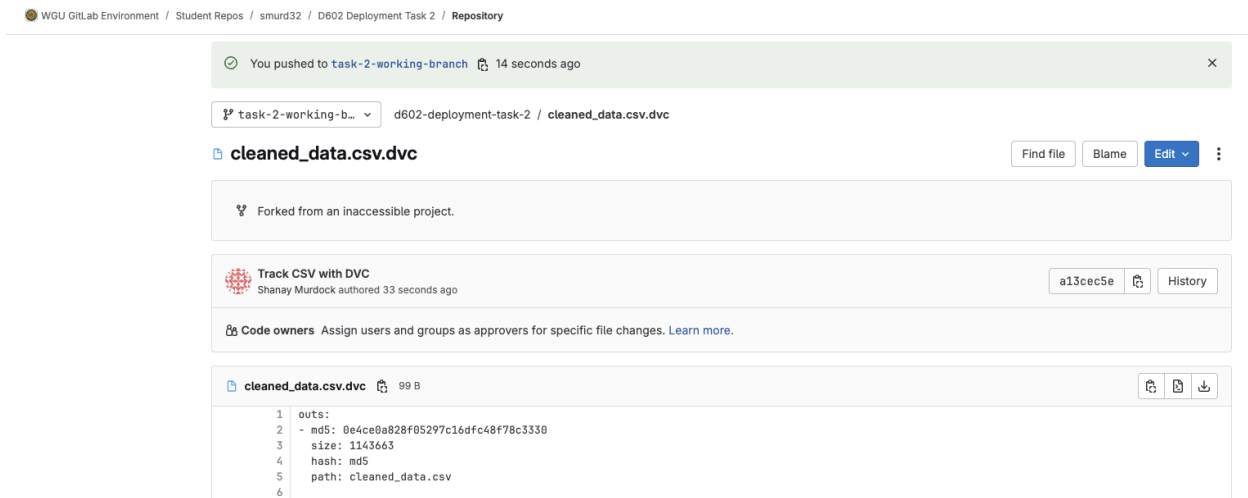 WGU GitLab Environment / Student Repos / smurd32 / D602 Deployment Task 2 / Repository
You pushed to task-2-working-branch 14 seconds ago
task-2-working-b… d602-deployment-task-2 / cleaned_data.csv.dvc
cleaned_data.csv.dvc Find file Blame Edit
Forked from an inaccessible project.
Track CSV with DVC
Shanay Murdock authored 33 seconds ago
a13cec5e History
Code owners Assign users and groups as approvers for specific file changes. Learn more.
cleaned_data.csv.dvc 99 B
1 outs:
2 - md5: 0e4ce0a828f05297c16dfc48f78c3330
3   size: 1143663
4   hash: md5
5   path: cleaned_data.csv
6